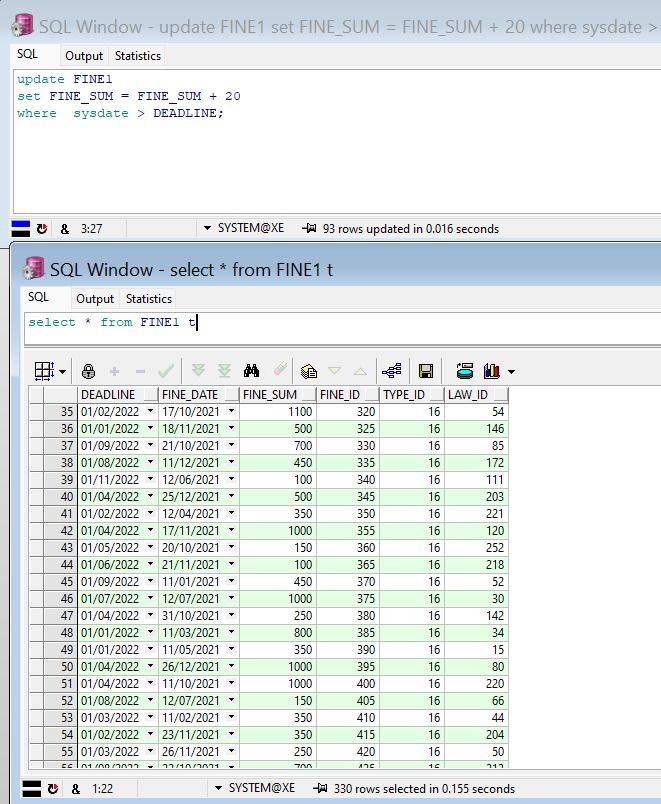 SQL Window - update FINE1 set FINE_SUM = FINE_SUM + 20 where sysdate >
SQL Output Statistics
update FINE1
set FINE_SUM = FINE_SUM + 20
where sysdate > DEADLINE;
& 3:27 SYSTEM@XE 93 rows updated in 0.016 seconds
SQL Window - select * from FINE1 t
SQL Output Statistics
select * from FINE1 t
DEADLINE FINE_DATE FINE_SUM FINE_ID TYPE_ID LAW_ID
35 01/02/2022 17/10/2021 1100 320 16 54
36 01/01/2022 18/11/2021 500 325 16 146
37 01/09/2022 21/10/2021 700 330 16 85
38 01/08/2022 11/12/2021 450 335 16 172
39 01/11/2022 12/06/2021 100 340 16 111
40 01/04/2022 25/12/2021 500 345 16 203
41 01/02/2022 12/04/2021 350 350 16 221
42 01/04/2022 17/11/2021 1000 355 16 120
43 01/05/2022 20/10/2021 150 360 16 252
44 01/06/2022 21/11/2021 100 365 16 218
45 01/09/2022 11/01/2021 450 370 16 52
46 01/07/2022 12/07/2021 1000 375 16 30
47 01/04/2022 31/10/2021 250 380 16 142
48 01/01/2022 11/03/2021 800 385 16 34
49 01/01/2022 11/05/2021 350 390 16 15
50 01/04/2022 26/12/2021 1000 395 16 80
51 01/04/2022 11/10/2021 1000 400 16 220
52 01/08/2022 12/07/2021 150 405 16 66
53 01/03/2022 11/02/2021 350 410 16 44
54 01/02/2022 23/11/2021 350 415 16 204
55 01/03/2022 26/11/2021 250 420 16 50
& 1:22 SYSTEM@XE 330 rows selected in 0.155 seconds